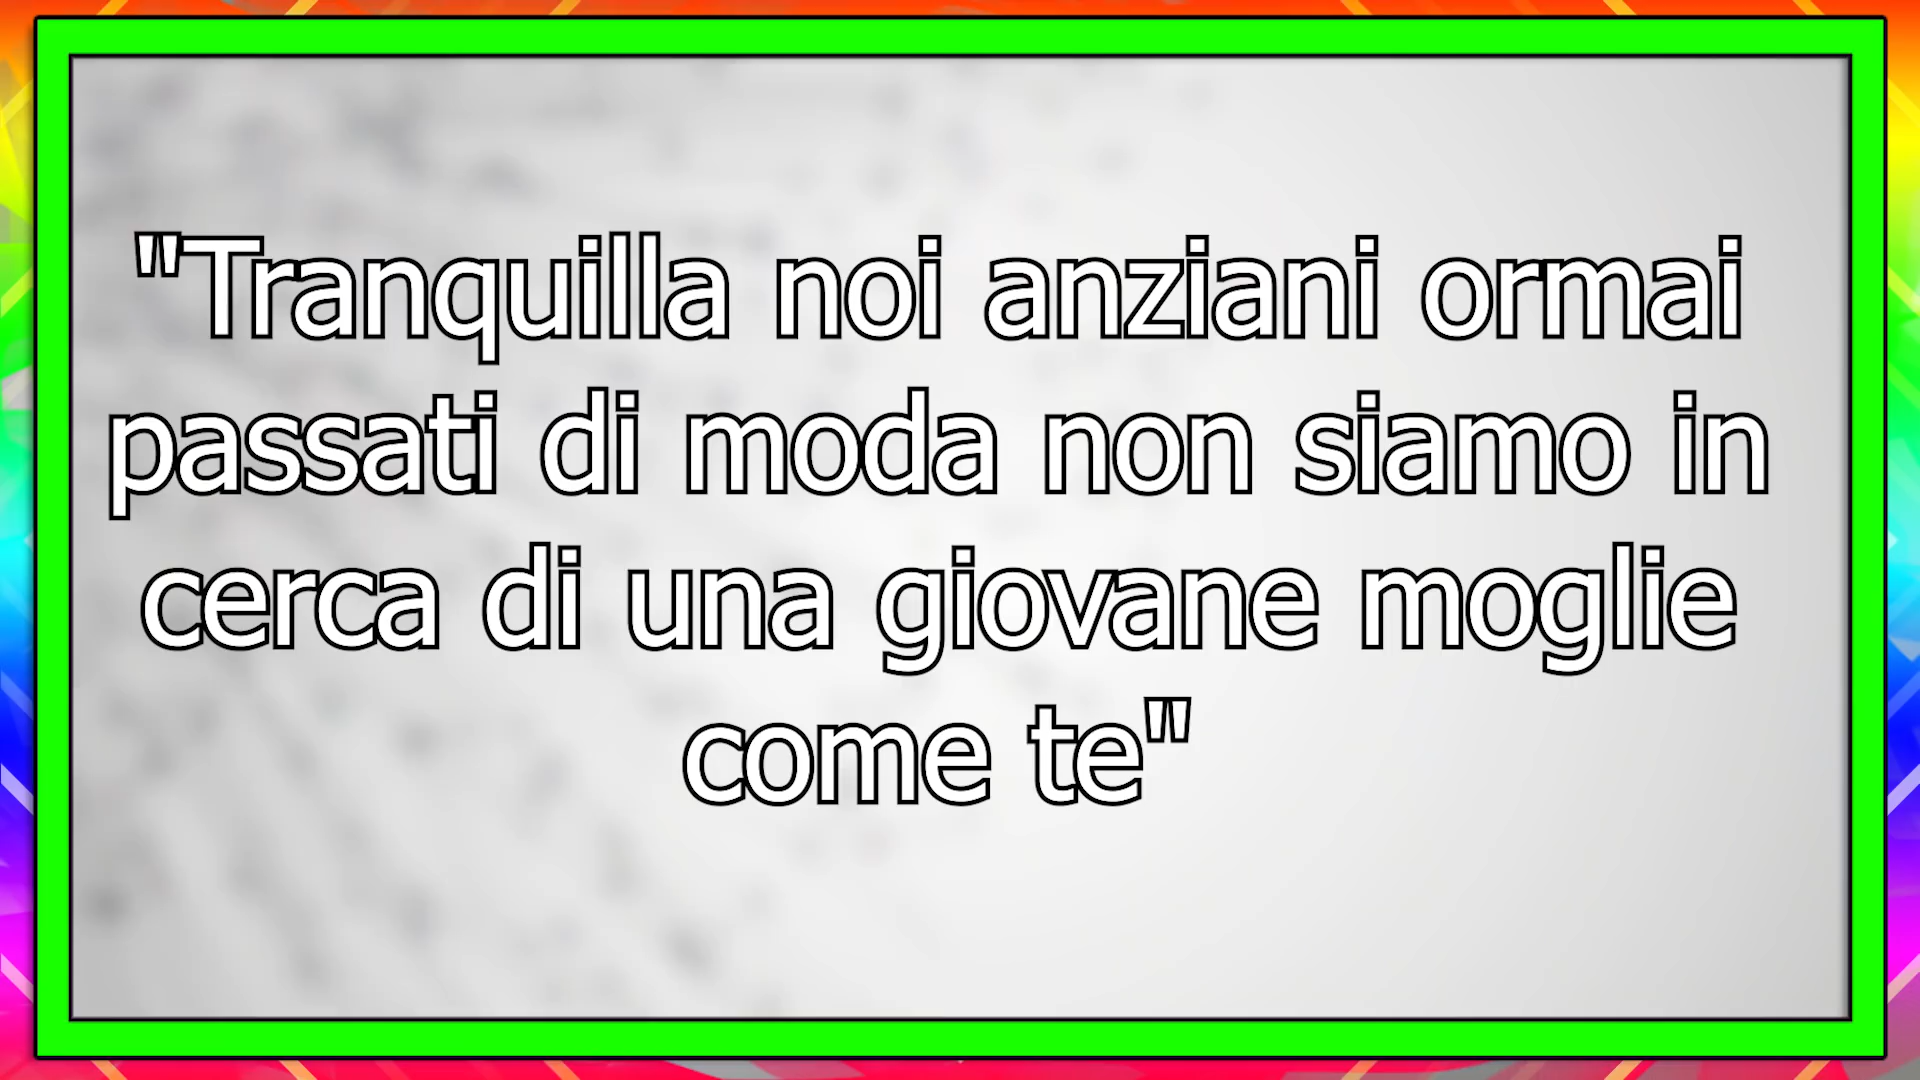 "Tranquilla noi anziani ormai
passati di moda non siamo in
cerca di una giovane moglie
come te"